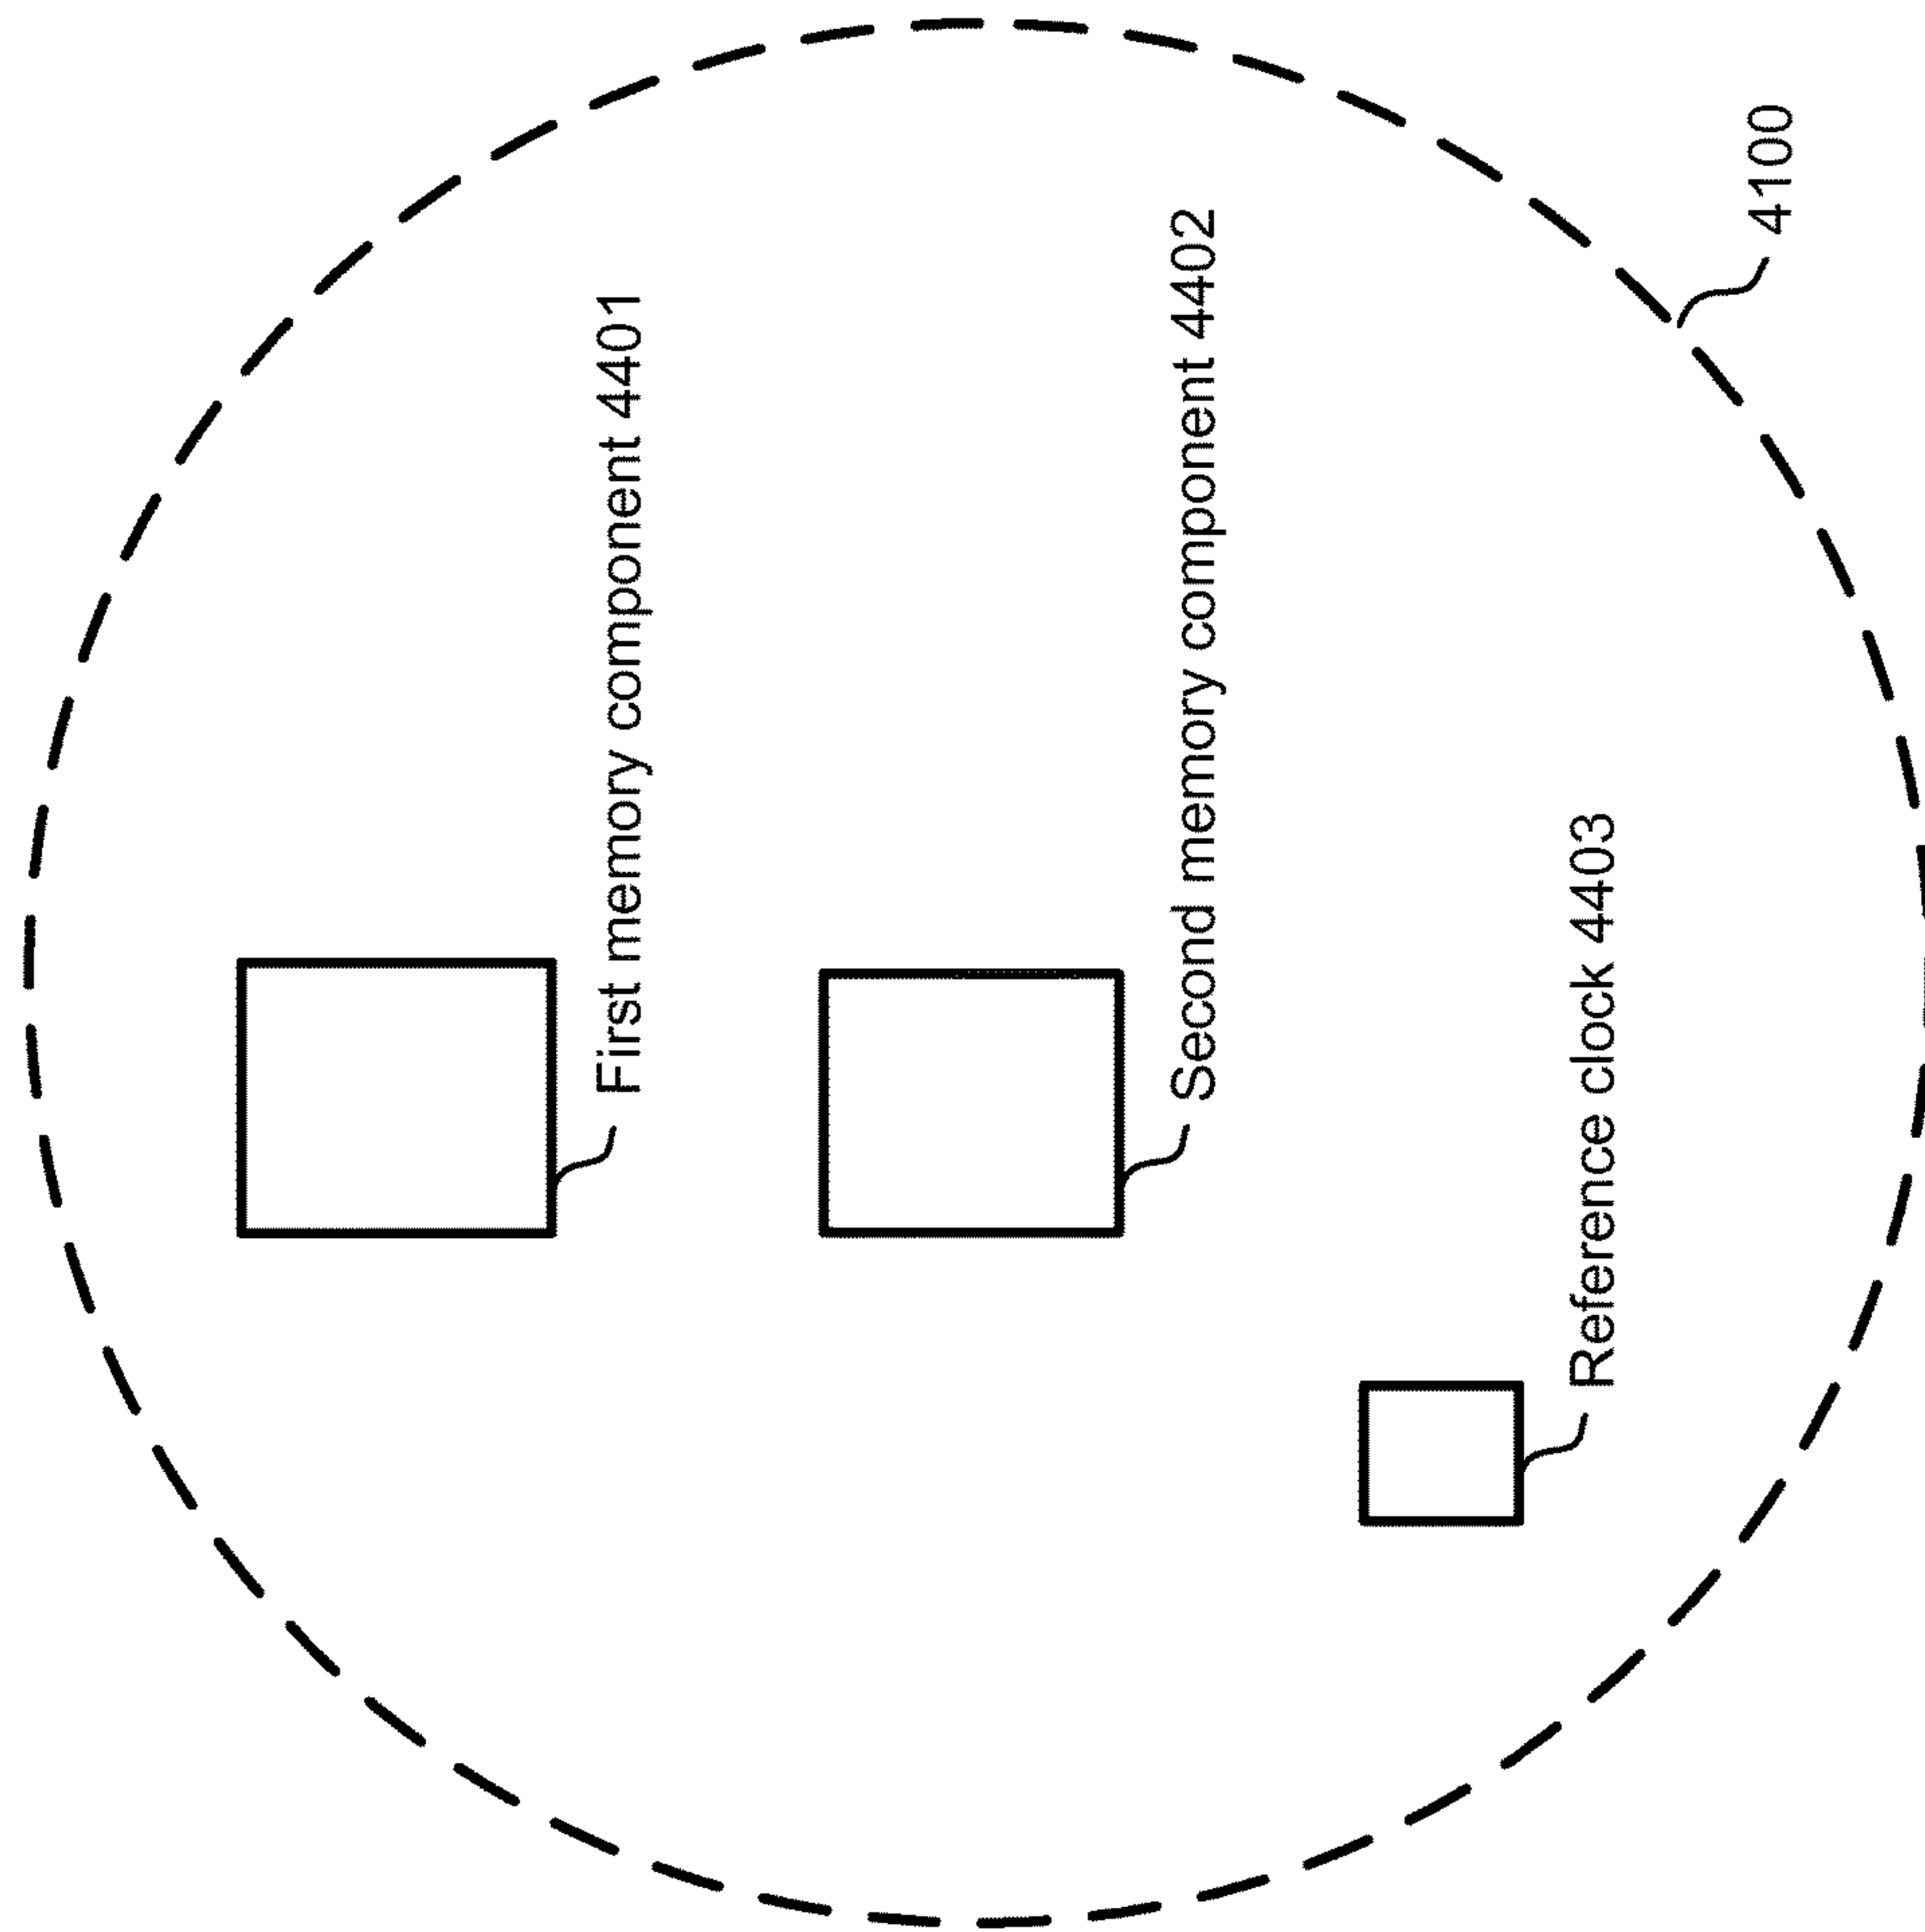 First memory component 4401
Second memory component 4402
Reference clock 4403
4100